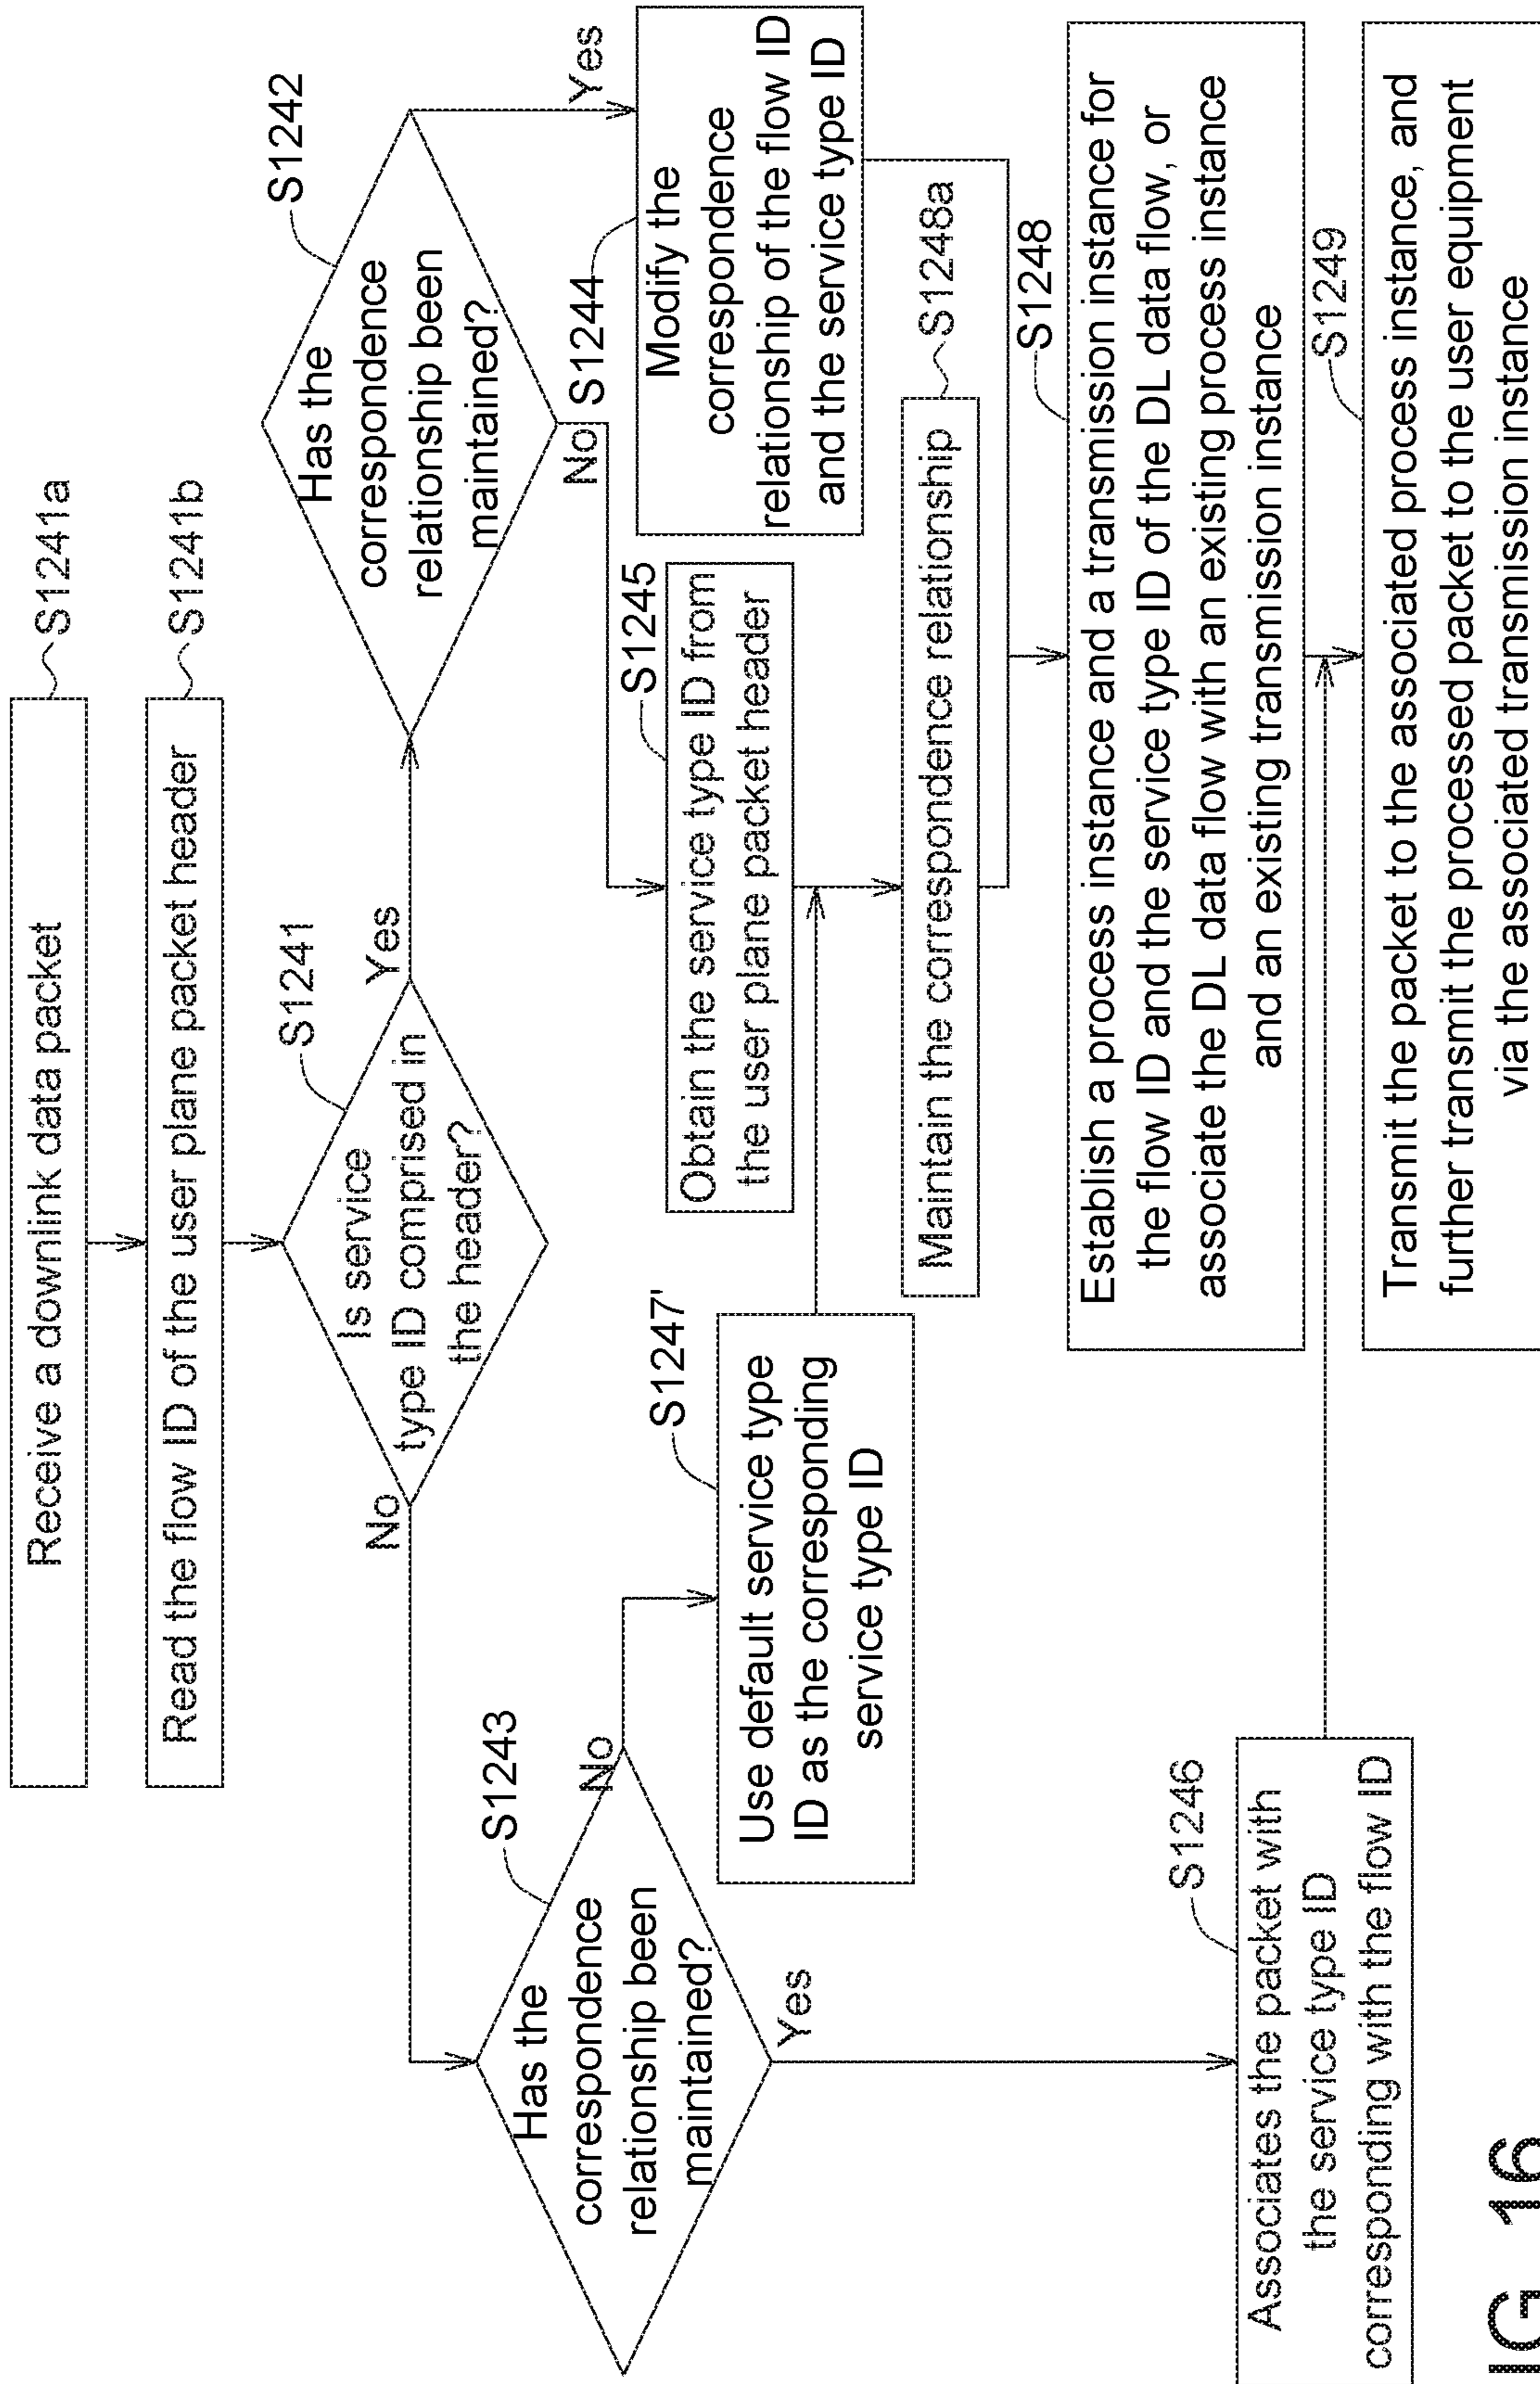 Receive a downlink data packet
S1241a
Read the flow ID of the user plane packet header
S1241b
Is service
type ID comprised in
the header?
S1241
Yes
No
Has the
correspondence
relationship been
maintained?
S1242
Yes
No
Has the
correspondence
relationship been
maintained?
S1243
No
Yes
S1244
Modify the
correspondence
relationship of the flow ID
and the service type ID
S1245
Obtain the service type ID from
the user plane packet header
S1247'
Use default service type
ID as the corresponding
service type ID
Maintain the correspondence relationship
S1248a
S1248
Establish a process instance and a transmission instance for
the flow ID and the service type ID of the DL data flow, or
associate the DL data flow with an existing process instance
and an existing transmission instance
S1246
Associates the packet with
the service type ID
corresponding with the flow ID
S1249
Transmit the packet to the associated process instance, and
further transmit the processed packet to the user equipment
via the associated transmission instance
IG. 16